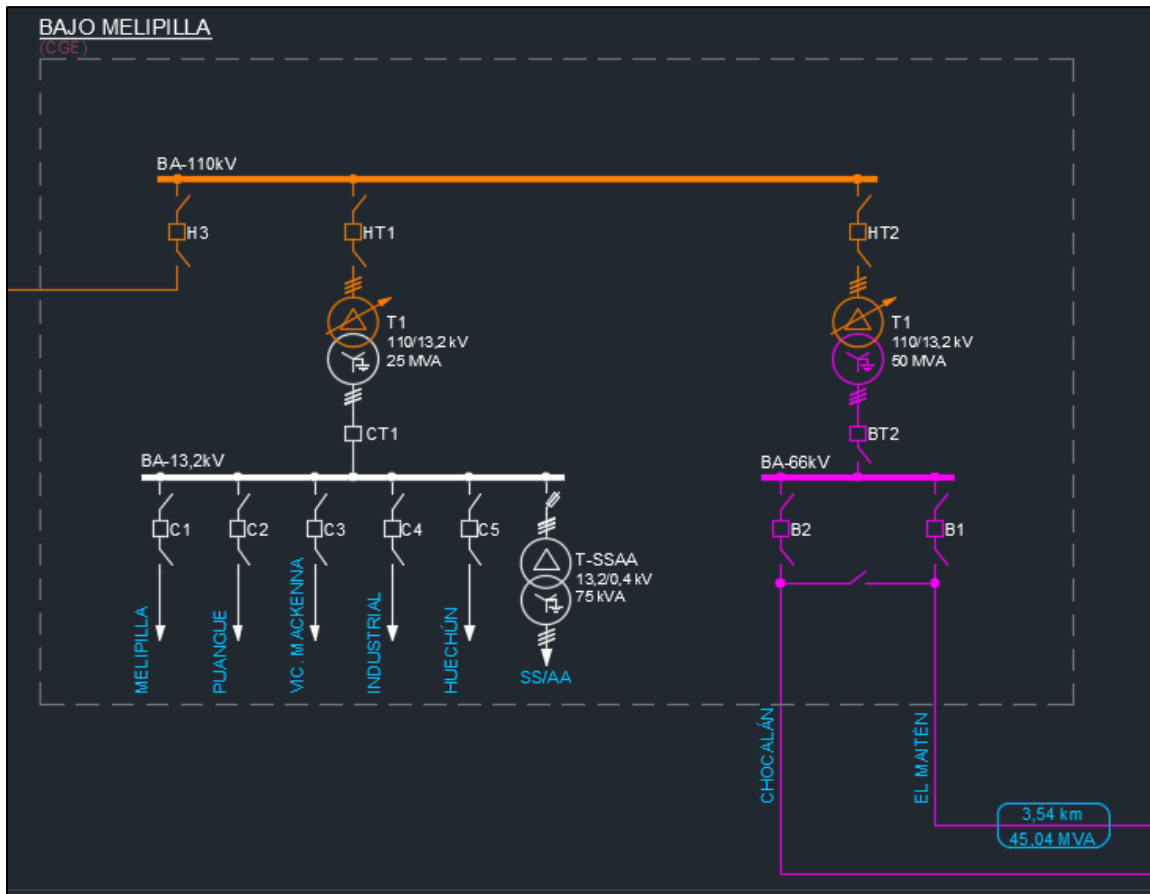 BAJO MELIPILLA
(CGE)
BA-110kV
H3
HT1
HT2
T1
110/13,2 kV
25 MVA
T1
110/13,2 kV
50 MVA
CT1
BT2
BA-13,2kV
BA-66kV
C1
C2
C3
C4
C5
B2
B1
T-SSAA
13,2/0,4 kV
75 kVA
MELIPILLA
PUANGUE
VIC. MACKENNA
INDUSTRIAL
HUECHÚN
SS/AA
CHOCALÁN
EL MAITÉN
3,54 km
45,04 MVA